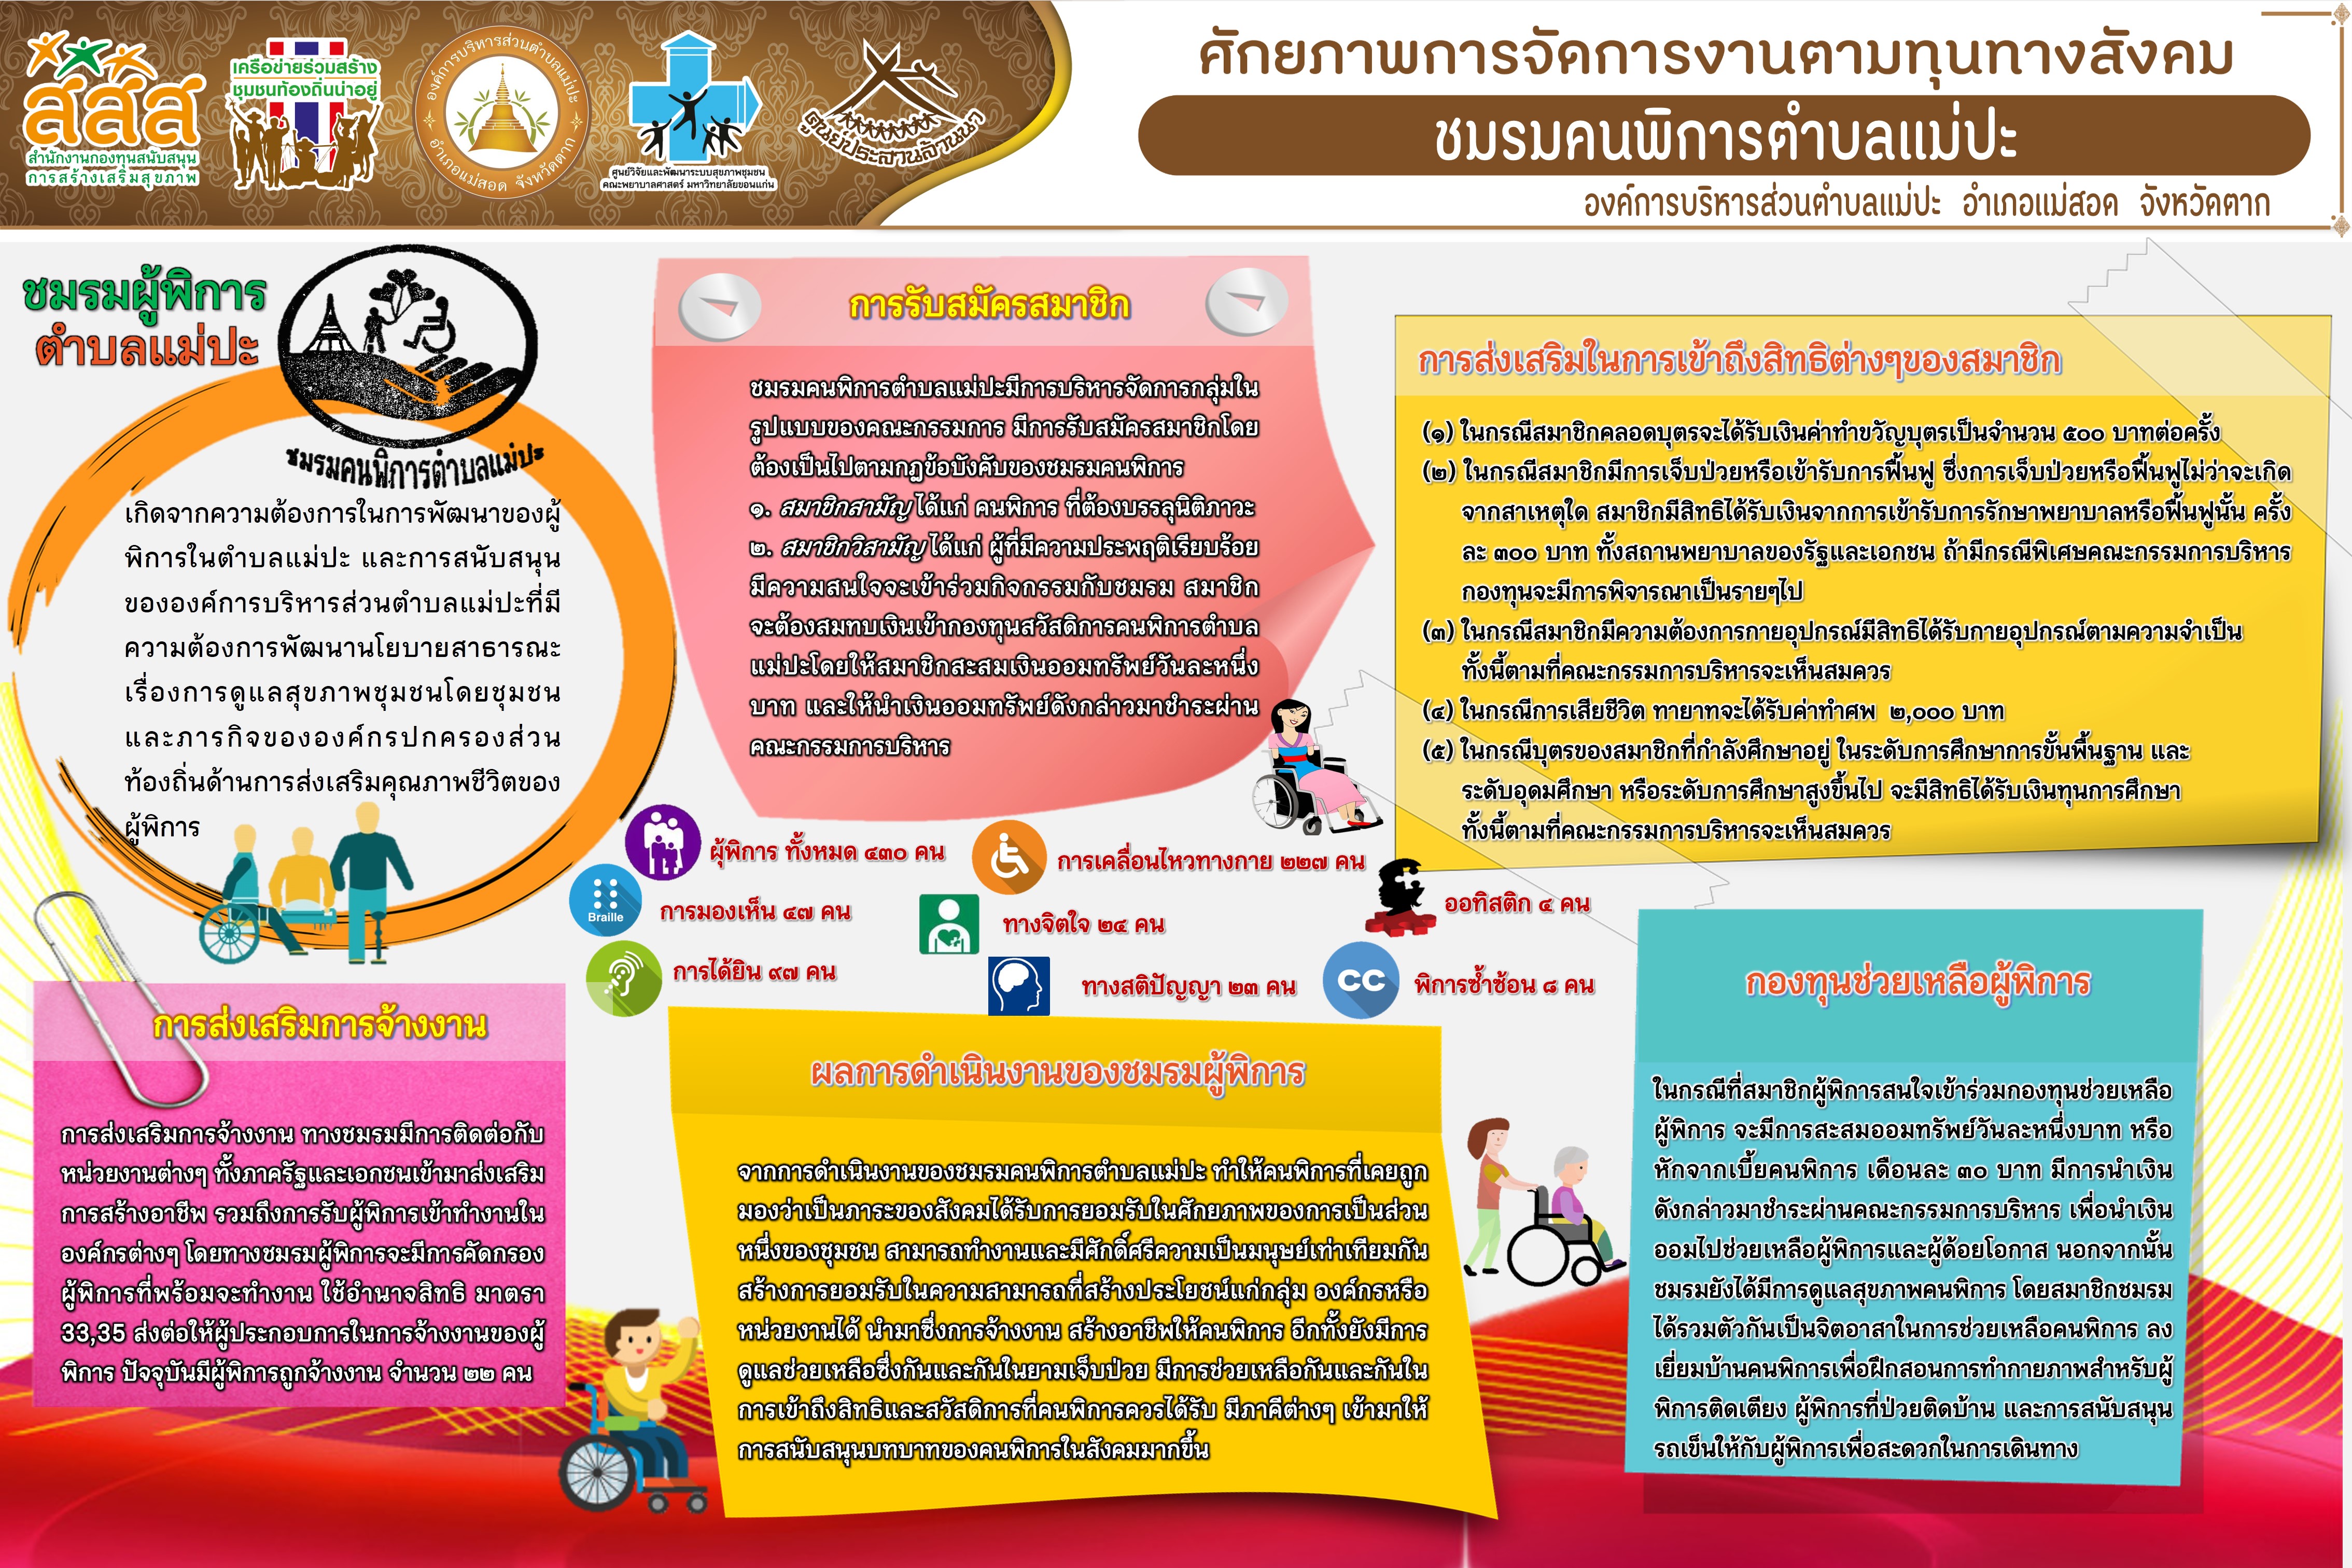 สสส
สำนักงานกองทุนสนับสนุน
การสร้างเสริมสุขภาพ
เครือข่ายร่วมสร้าง
ชุมชนท้องถิ่นน่าอยู่
องค์การบริหารส่วนตำบลแม่ปะ
อำเภอแม่สอด จังหวัดตาก
ศูนย์วิจัยและพัฒนาระบบสุขภาพชุมชน
คณะพยาบาลศาสตร์ มหาวิทยาลัยขอนแก่น
ศูนย์ประสานล้านนา
ศักยภาพการจัดการงานตามทุนทางสังคม
ชมรมคนพิการตำบลแม่ปะ
องค์การบริหารส่วนตำบลแม่ปะ อำเภอแม่สอด จังหวัดตาก
ชมรมผู้พิการ
ตำบลแม่ปะ
ชมรมคนพิการตำบลแม่ปะ
เกิดจากความต้องการในการพัฒนาของผู้
พิการในตำบลแม่ปะ และการสนับสนุน
ขององค์การบริหารส่วนตำบลแม่ปะที่มี
ความต้องการพัฒนานโยบายสาธารณะ
เรื่องการดูแลสุขภาพชุมชนโดยชุมชน
และภารกิจขององค์กรปกครองส่วน
ท้องถิ่นด้านการส่งเสริมคุณภาพชีวิตของ
ผู้พิการ
การรับสมัครสมาชิก
ชมรมคนพิการตำบลแม่ปะมีการบริหารจัดการกลุ่มใน
รูปแบบของคณะกรรมการ มีการรับสมัครสมาชิกโดย
ต้องเป็นไปตามกฎข้อบังคับของชมรมคนพิการ
๑. สมาชิกสามัญ ได้แก่ คนพิการ ที่ต้องบรรลุนิติภาวะ
๒. สมาชิกวิสามัญ ได้แก่ ผู้ที่มีความประพฤติเรียบร้อย
มีความสนใจจะเข้าร่วมกิจกรรมกับชมรม สมาชิก
จะต้องสมทบเงินเข้ากองทุนสวัสดิการคนพิการตำบล
แม่ปะโดยให้สมาชิกสะสมเงินออมทรัพย์วันละหนึ่ง
บาท และให้นำเงินออมทรัพย์ดังกล่าวมาชำระผ่าน
คณะกรรมการบริหาร
การส่งเสริมในการเข้าถึงสิทธิต่างๆของสมาชิก
(๑) ในกรณีสมาชิกคลอดบุตรจะได้รับเงินค่าทำขวัญบุตรเป็นจำนวน ๕๐๐ บาทต่อครั้ง
(๒) ในกรณีสมาชิกมีการเจ็บป่วยหรือเข้ารับการฟื้นฟู ซึ่งการเจ็บป่วยหรือฟื้นฟูไม่ว่าจะเกิด
จากสาเหตุใด สมาชิกมีสิทธิได้รับเงินจากการเข้ารับการรักษาพยาบาลหรือฟื้นฟูนั้น ครั้ง
ละ ๓๐๐ บาท ทั้งสถานพยาบาลของรัฐและเอกชน ถ้ามีกรณีพิเศษคณะกรรมการบริหาร
กองทุนจะมีการพิจารณาเป็นรายๆไป
(๓) ในกรณีสมาชิกมีความต้องการกายอุปกรณ์มีสิทธิได้รับกายอุปกรณ์ตามความจำเป็น
ทั้งนี้ตามที่คณะกรรมการบริหารจะเห็นสมควร
(๔) ในกรณีการเสียชีวิต ทายาทจะได้รับค่าทำศพ ๒,๐๐๐ บาท
(๕) ในกรณีบุตรของสมาชิกที่กำลังศึกษาอยู่ ในระดับการศึกษาการขั้นพื้นฐาน และ
ระดับอุดมศึกษา หรือระดับการศึกษาสูงขึ้นไป จะมีสิทธิได้รับเงินทุนการศึกษา
ทั้งนี้ตามที่คณะกรรมการบริหารจะเห็นสมควร
ผุ้พิการ ทั้งหมด ๔๓๐ คน
การเคลื่อนไหวทางกาย ๒๒๗ คน
Braille
การมองเห็น ๔๗ คน
ทางจิตใจ ๒๔ คน
ออทิสติก ๔ คน
การได้ยิน ๙๗ คน
ทางสติปัญญา ๒๓ คน
CC
พิการซ้ำซ้อน ๘ คน
การส่งเสริมการจ้างงาน
การส่งเสริมการจ้างงาน ทางชมรมมีการติดต่อกับ
หน่วยงานต่างๆ ทั้งภาครัฐและเอกชนเข้ามาส่งเสริม
การสร้างอาชีพ รวมถึงการรับผู้พิการเข้าทำงานใน
องค์กรต่างๆ โดยทางชมรมผู้พิการจะมีการคัดกรอง
ผู้พิการที่พร้อมจะทำงาน ใช้อำนาจสิทธิ มาตรา
33,35 ส่งต่อให้ผู้ประกอบการในการจ้างงานของผู้
พิการ ปัจจุบันมีผู้พิการถูกจ้างงาน จำนวน ๒๒ คน
ผลการดำเนินงานของชมรมผู้พิการ
จากการดำเนินงานของชมรมคนพิการตำบลแม่ปะ ทำให้คนพิการที่เคยถูก
มองว่าเป็นภาระของสังคมได้รับการยอมรับในศักยภาพของการเป็นส่วน
หนึ่งของชุมชน สามารถทำงานและมีศักดิ์ศรีความเป็นมนุษย์เท่าเทียมกัน
สร้างการยอมรับในความสามารถที่สร้างประโยชน์แก่กลุ่ม องค์กรหรือ
หน่วยงานได้ นำมาซึ่งการจ้างงาน สร้างอาชีพให้คนพิการ อีกทั้งยังมีการ
ดูแลช่วยเหลือซึ่งกันและกันในยามเจ็บป่วย มีการช่วยเหลือกันและกันใน
การเข้าถึงสิทธิและสวัสดิการที่คนพิการควรได้รับ มีภาคีต่างๆ เข้ามาให้
การสนับสนุนบทบาทของคนพิการในสังคมมากขึ้น
กองทุนช่วยเหลือผู้พิการ
ในกรณีที่สมาชิกผู้พิการสนใจเข้าร่วมกองทุนช่วยเหลือ
ผู้พิการ จะมีการสะสมออมทรัพย์วันละหนึ่งบาท หรือ
หักจากเบี้ยคนพิการ เดือนละ ๓๐ บาท มีการนำเงิน
ดังกล่าวมาชำระผ่านคณะกรรมการบริหาร เพื่อนำเงิน
ออมไปช่วยเหลือผู้พิการและผู้ด้อยโอกาส นอกจากนั้น
ชมรมยังได้มีการดูแลสุขภาพคนพิการ โดยสมาชิกชมรม
ได้รวมตัวกันเป็นจิตอาสาในการช่วยเหลือคนพิการ ลง
เยี่ยมบ้านคนพิการเพื่อฝึกสอนการทำกายภาพสำหรับผู้
พิการติดเตียง ผู้พิการที่ป่วยติดบ้าน และการสนับสนุน
รถเข็นให้กับผู้พิการเพื่อสะดวกในการเดินทาง